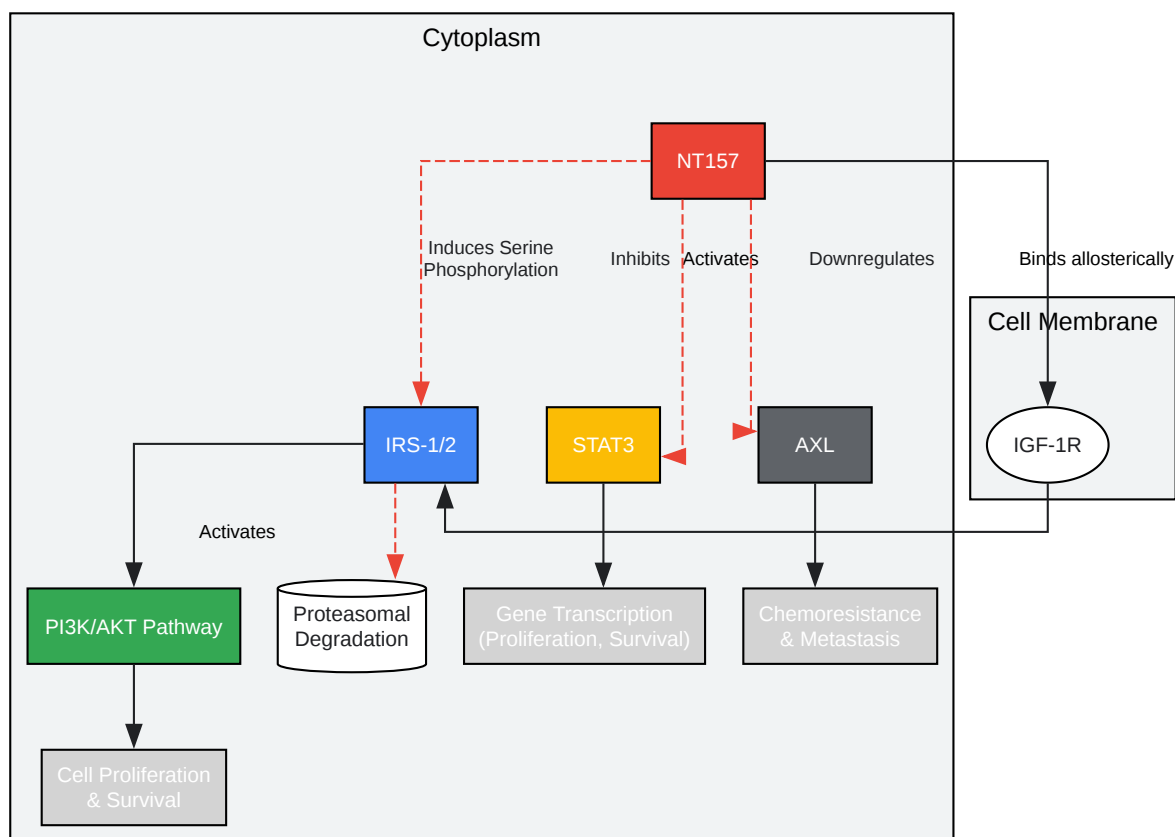 Cytoplasm
NT157
Induces Serine
Phosphorylation
Inhibits
Activates
Downregulates
Binds allosterically
Cell Membrane
IRS-1/2
STAT3
AXL
IGF-1R
Activates
PI3K/AKT Pathway
Proteasomal
Degradation
Gene Transcription
(Proliferation, Survival)
Chemoresistance
& Metastasis
Cell Proliferation
& Survival